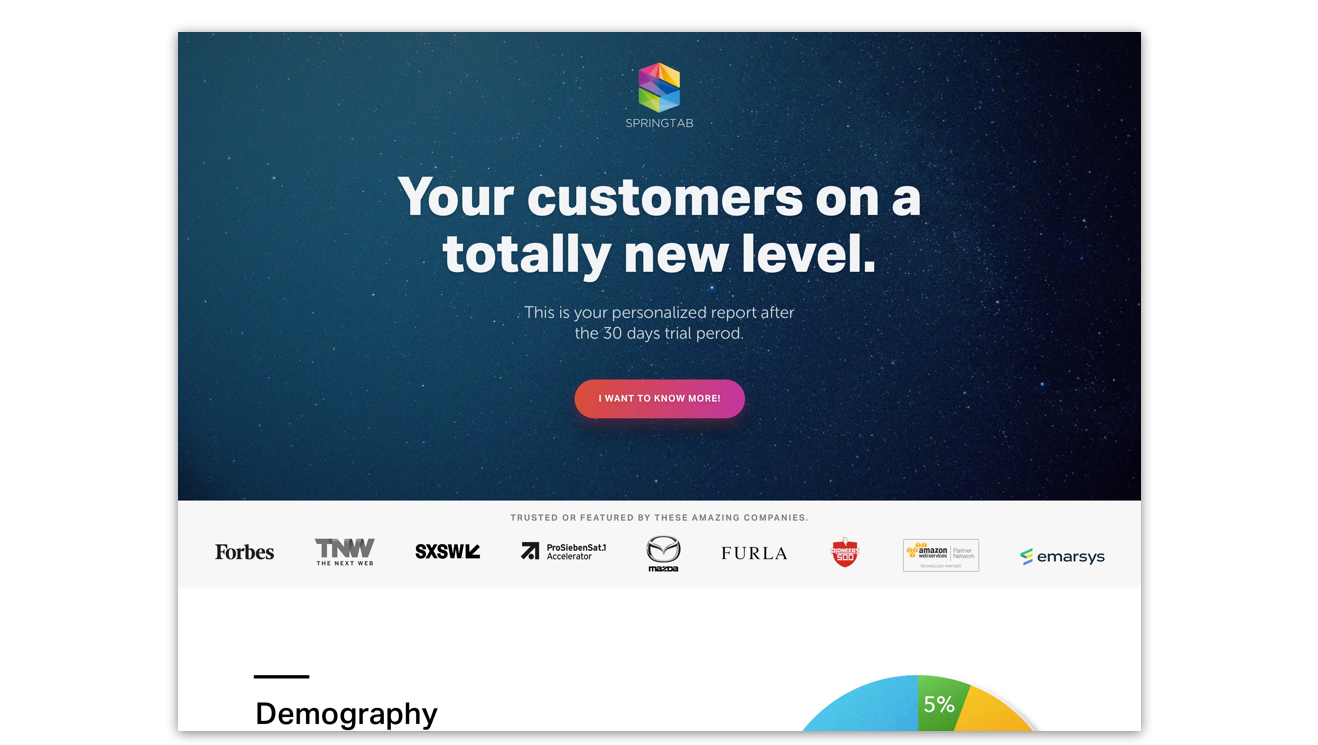 SPRINGTAB
Your customers on a
totally new level.
This is your personalized report after
the 30 days trial perod.
I WANT TO KNOW MORE!
TRUSTED OR FEATURED BY THESE AMAZING COMPANIES.
Forbes
TNW
THE NEXT WEB
SXSW
ProSiebenSat.1
Accelerator
mazda
FURLA
PIONEERS
500
amazon
webservices
Partner
Network
TECHNOLOGY PARTNER
emarsys
Demography
5%